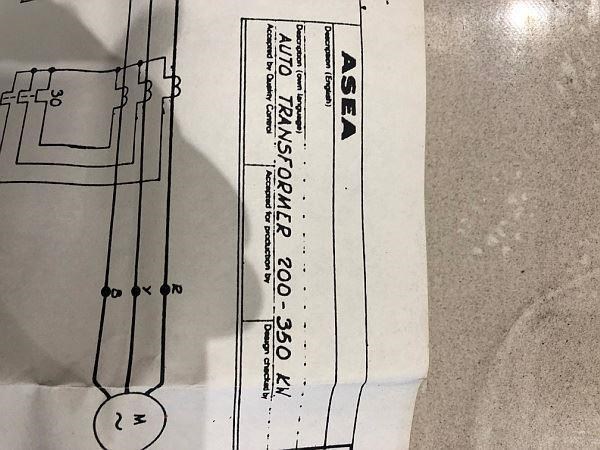 ASEA
Description (English)
Description (own language)
AUTO TRANSFORMER 200-350 KW
Accepted by Quality Control
Accepted for production by
Design checked by
30
R
Y
B
M
~